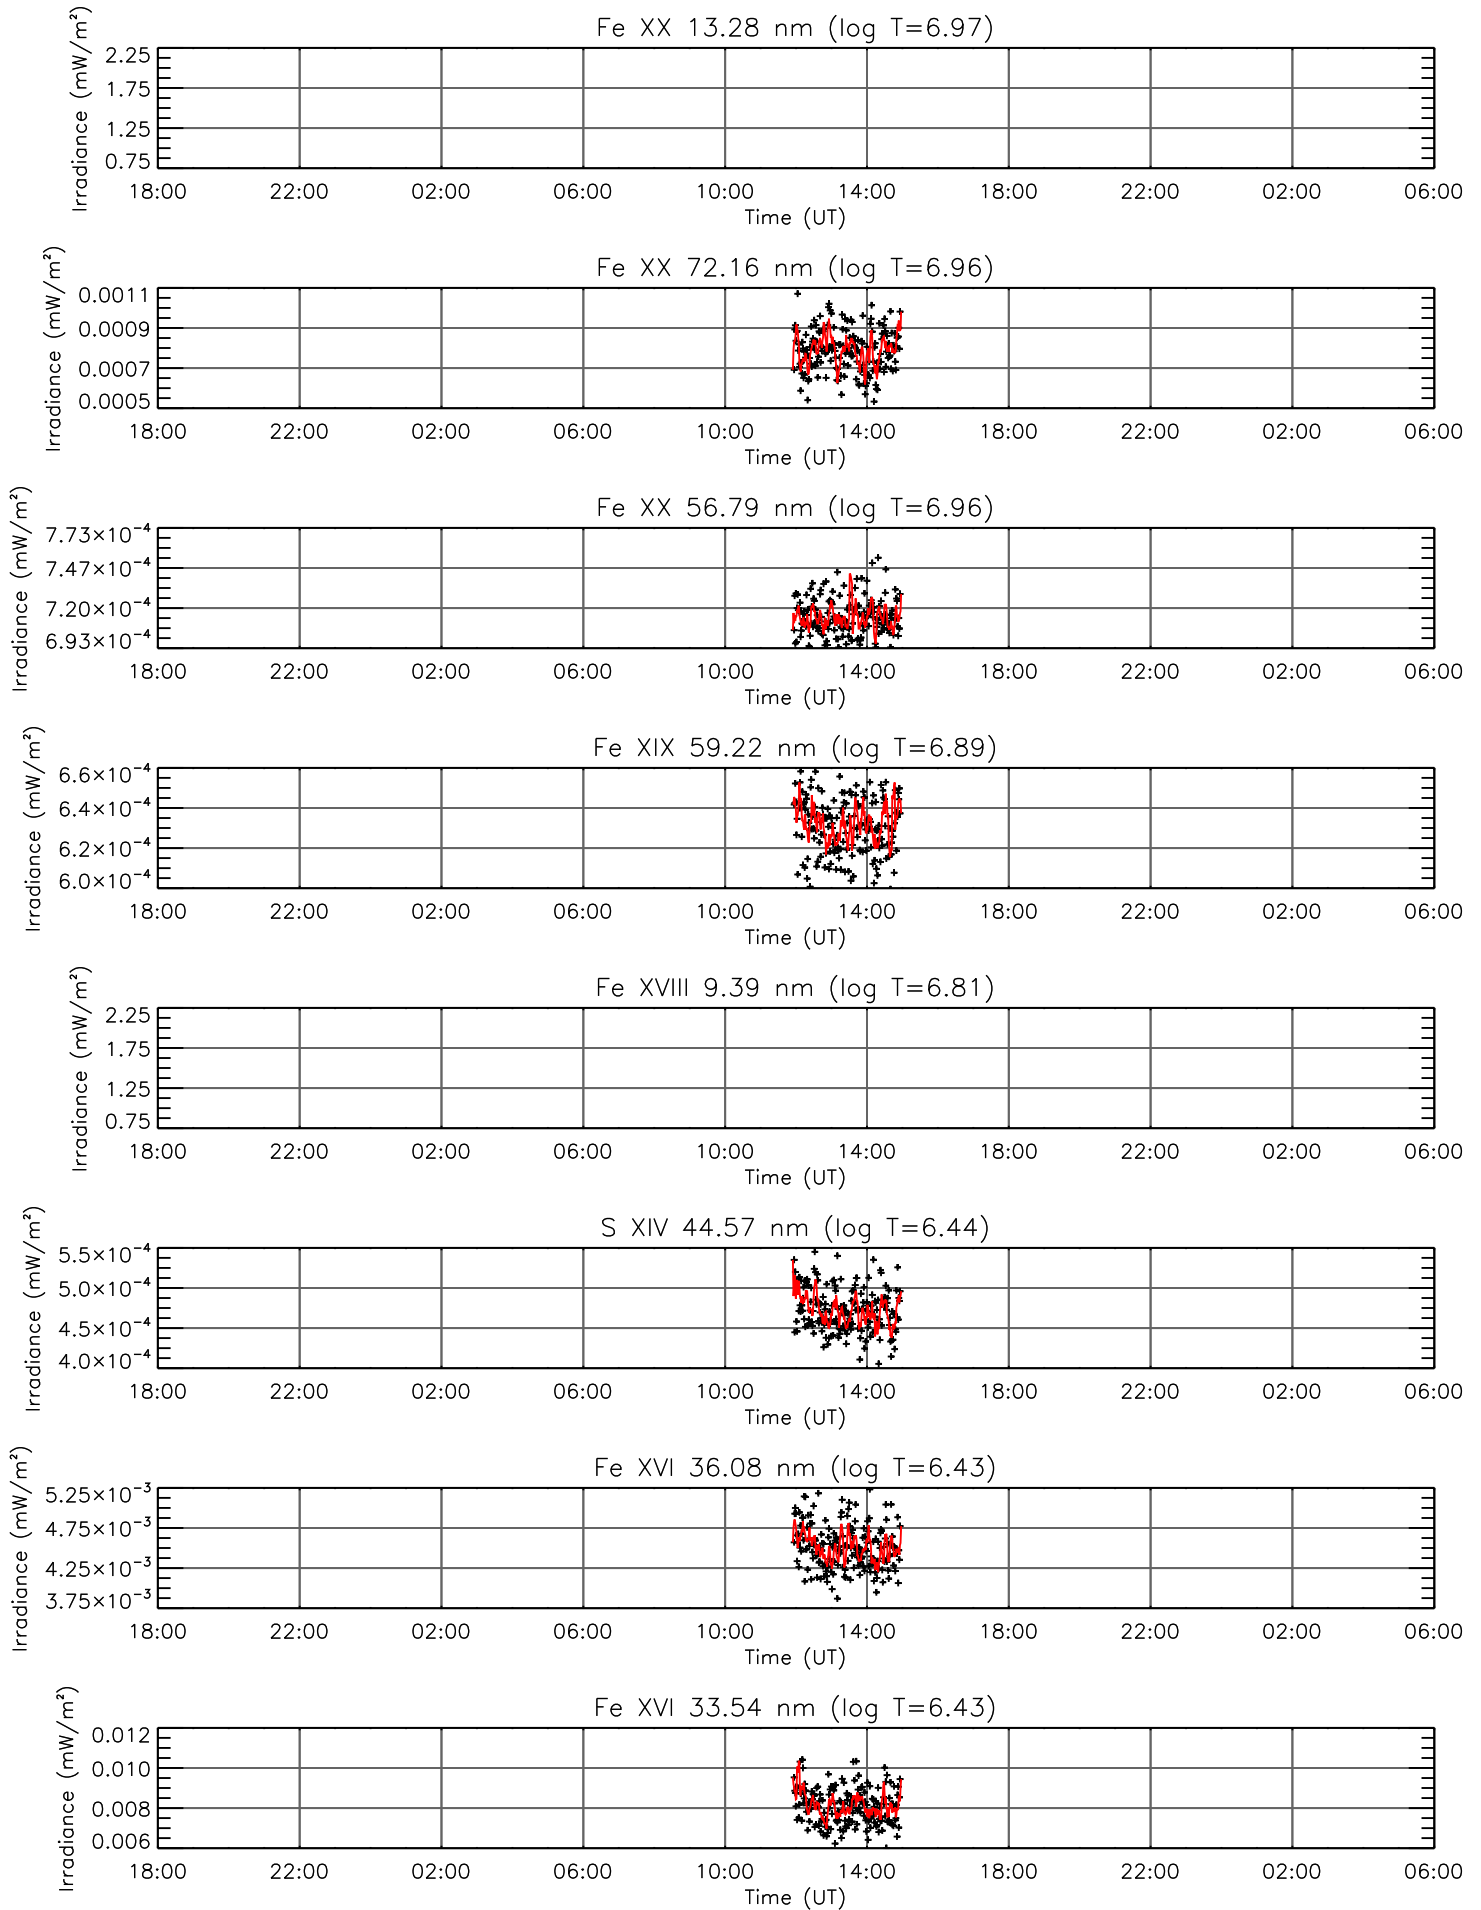 Fe XX 13.28 nm (log T=6.97)
Irradiance (mW/m²)
2.25
1.75
1.25
0.75
18:00 22:00 02:00 06:00 10:00 14:00 18:00 22:00 02:00 06:00
Time (UT)
Fe XX 72.16 nm (log T=6.96)
Irradiance (mW/m²)
0.0011
0.0009
0.0007
0.0005
18:00 22:00 02:00 06:00 10:00 14:00 18:00 22:00 02:00 06:00
Time (UT)
Fe XX 56.79 nm (log T=6.96)
Irradiance (mW/m²)
7.73×10⁻⁴
7.47×10⁻⁴
7.20×10⁻⁴
6.93×10⁻⁴
18:00 22:00 02:00 06:00 10:00 14:00 18:00 22:00 02:00 06:00
Time (UT)
Fe XIX 59.22 nm (log T=6.89)
Irradiance (mW/m²)
6.6×10⁻⁴
6.4×10⁻⁴
6.2×10⁻⁴
6.0×10⁻⁴
18:00 22:00 02:00 06:00 10:00 14:00 18:00 22:00 02:00 06:00
Time (UT)
Fe XVIII 9.39 nm (log T=6.81)
Irradiance (mW/m²)
2.25
1.75
1.25
0.75
18:00 22:00 02:00 06:00 10:00 14:00 18:00 22:00 02:00 06:00
Time (UT)
S XIV 44.57 nm (log T=6.44)
Irradiance (mW/m²)
5.5×10⁻⁴
5.0×10⁻⁴
4.5×10⁻⁴
4.0×10⁻⁴
18:00 22:00 02:00 06:00 10:00 14:00 18:00 22:00 02:00 06:00
Time (UT)
Fe XVI 36.08 nm (log T=6.43)
Irradiance (mW/m²)
5.25×10⁻³
4.75×10⁻³
4.25×10⁻³
3.75×10⁻³
18:00 22:00 02:00 06:00 10:00 14:00 18:00 22:00 02:00 06:00
Time (UT)
Fe XVI 33.54 nm (log T=6.43)
Irradiance (mW/m²)
0.012
0.010
0.008
0.006
18:00 22:00 02:00 06:00 10:00 14:00 18:00 22:00 02:00 06:00
Time (UT)